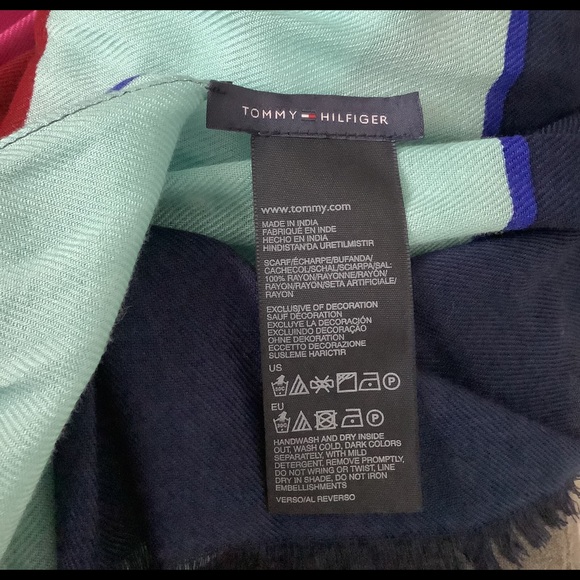 TOMMY HILFIGER
www.tommy.com
MADE IN INDIA
FABRIQUÉ EN INDE
HECHO EN INDIA
HINDISTAN'DA URETILMISTIR
SCARF/ÉCHARPE/BUFANDA/
CACHECOL/SCHAL/SCIARPA/ŞAL:
100% RAYON/RAYONNE/RAYÓN/
RAYON/RAYON/SETA ARTIFICIALE/
RAYON
EXCLUSIVE OF DECORATION
SAUF DÉCORATION
EXCLUYE LA DECORACIÓN
EXCLUINDO DECORAÇÃO
OHNE DEKORATION
ECCETTO DECORAZIONE
SUSLEME HARICTIR
US
P
EU
P
HANDWASH AND DRY INSIDE
OUT, WASH COLD, DARK COLORS
SEPARATELY, WITH MILD
DETERGENT, REMOVE PROMPTLY,
DO NOT WRING OR TWIST, LINE
DRY IN SHADE, DO NOT IRON
EMBELLISHMENTS
VERSO/AL REVERSO